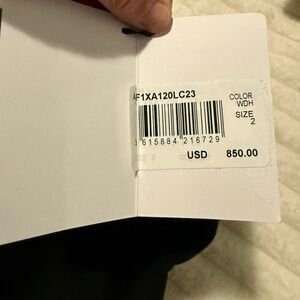 F1XA120LC23
COLOR
WDH
SIZE
2
615884 216729
USD 850.00